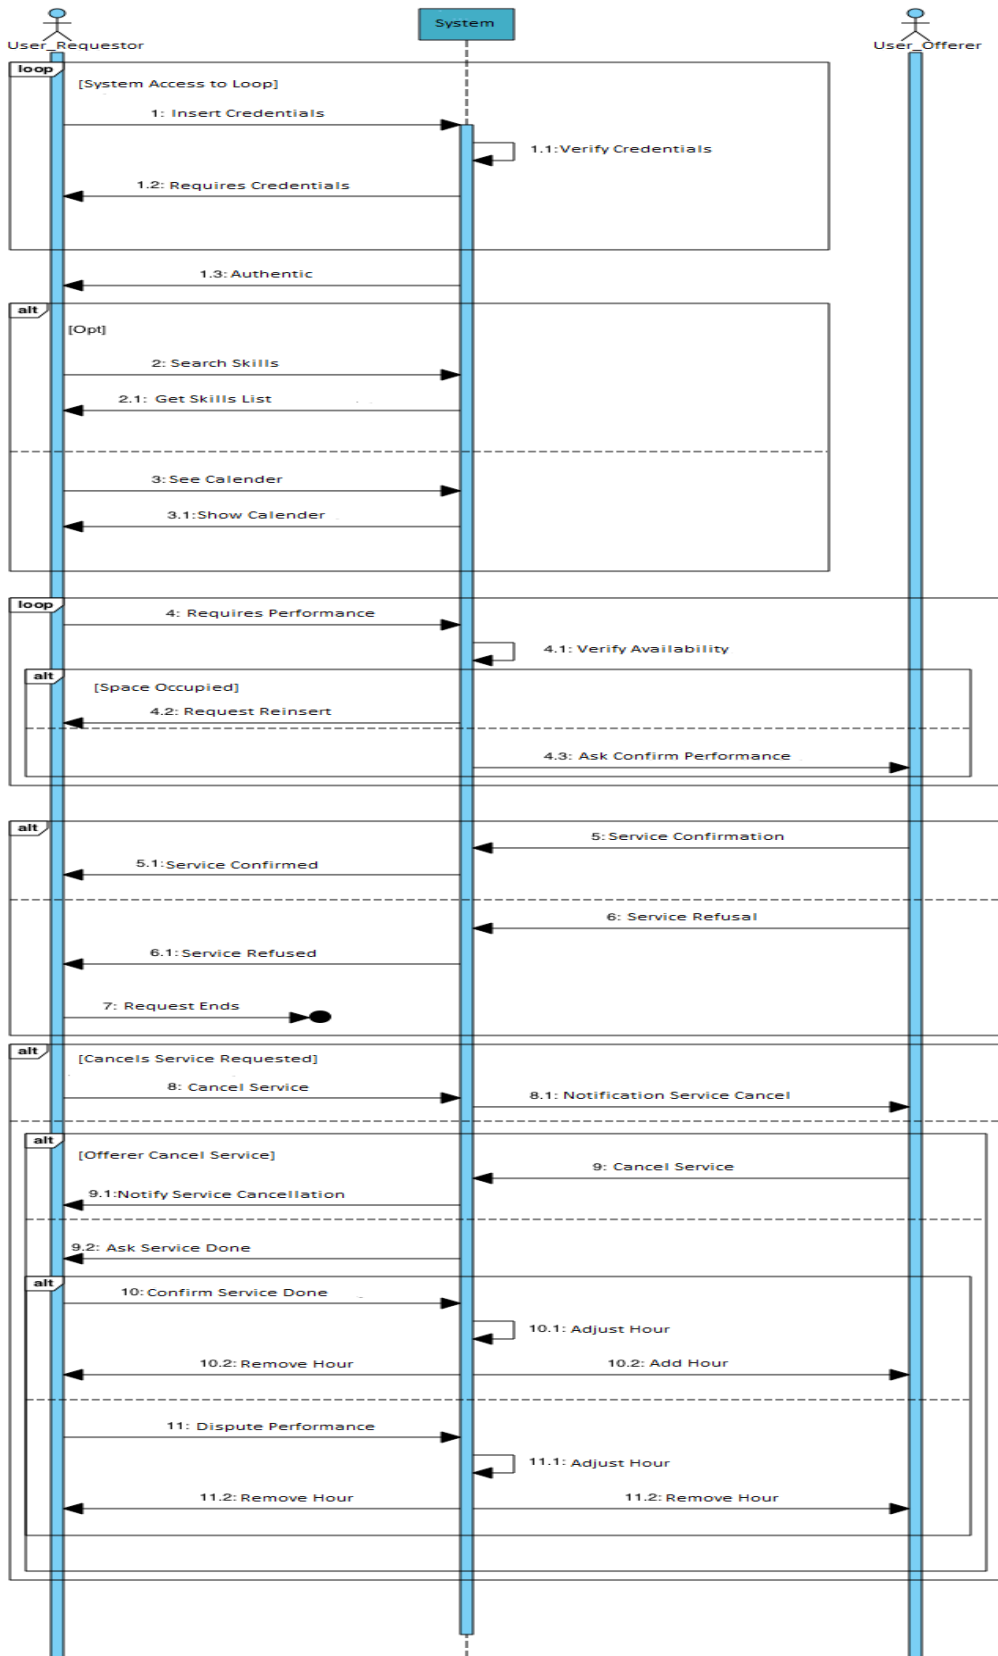 System
User_Requestor
User_Offerer
loop
[System Access to Loop]
1: Insert Credentials
1.1:Verify Credentials
1.2: Requires Credentials
1.3: Authentic
alt
[Opt]
2: Search Skills
2.1: Get Skills List
3: See Calender
3.1:Show Calender
loop
4: Requires Performance
4.1: Verify Availability
alt
[Space Occupied]
4.2: Request Reinsert
4.3: Ask Confirm Performance
alt
5: Service Confirmation
5.1: Service Confirmed
6: Service Refusal
6.1: Service Refused
7: Request Ends
alt
[Cancels Service Requested]
8: Cancel Service
8.1: Notification Service Cancel
alt
[Offerer Cancel Service]
9: Cancel Service
9.1:Notify Service Cancellation
9.2: Ask Service Done
alt
10: Confirm Service Done
10.1: Adjust Hour
10.2: Remove Hour
10.2: Add Hour
11: Dispute Performance
11.1: Adjust Hour
11.2: Remove Hour
11.2: Remove Hour